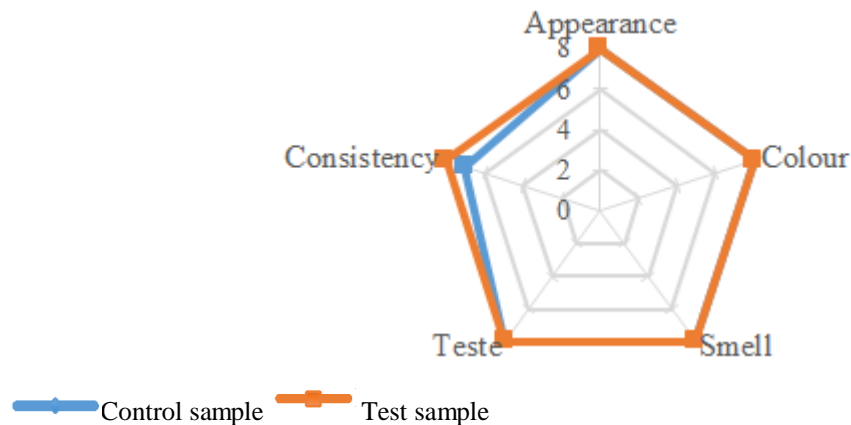 Appearance
8
6
4
2
0
Consistency
Colour
Teste
Smell
Control sample Test sample